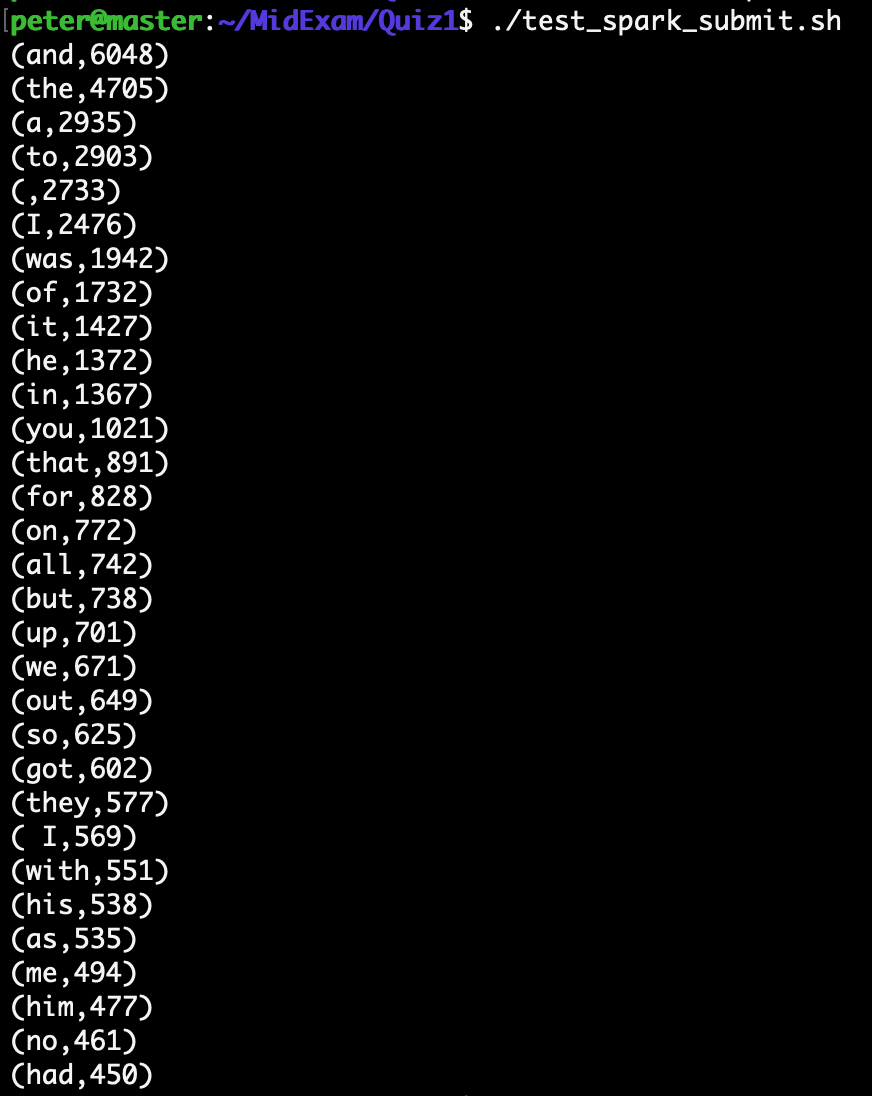 peter@master:~/MidExam/Quiz1$ ./test_spark_submit.sh
(and,6048)
(the,4705)
(a,2935)
(to,2903)
(,2733)
(I,2476)
(was,1942)
(of,1732)
(it,1427)
(he,1372)
(in,1367)
(you,1021)
(that,891)
(for,828)
(on,772)
(all,742)
(but,738)
(up,701)
(we,671)
(out,649)
(so,625)
(got,602)
(they,577)
( I,569)
(with,551)
(his,538)
(as,535)
(me,494)
(him,477)
(no,461)
(had,450)